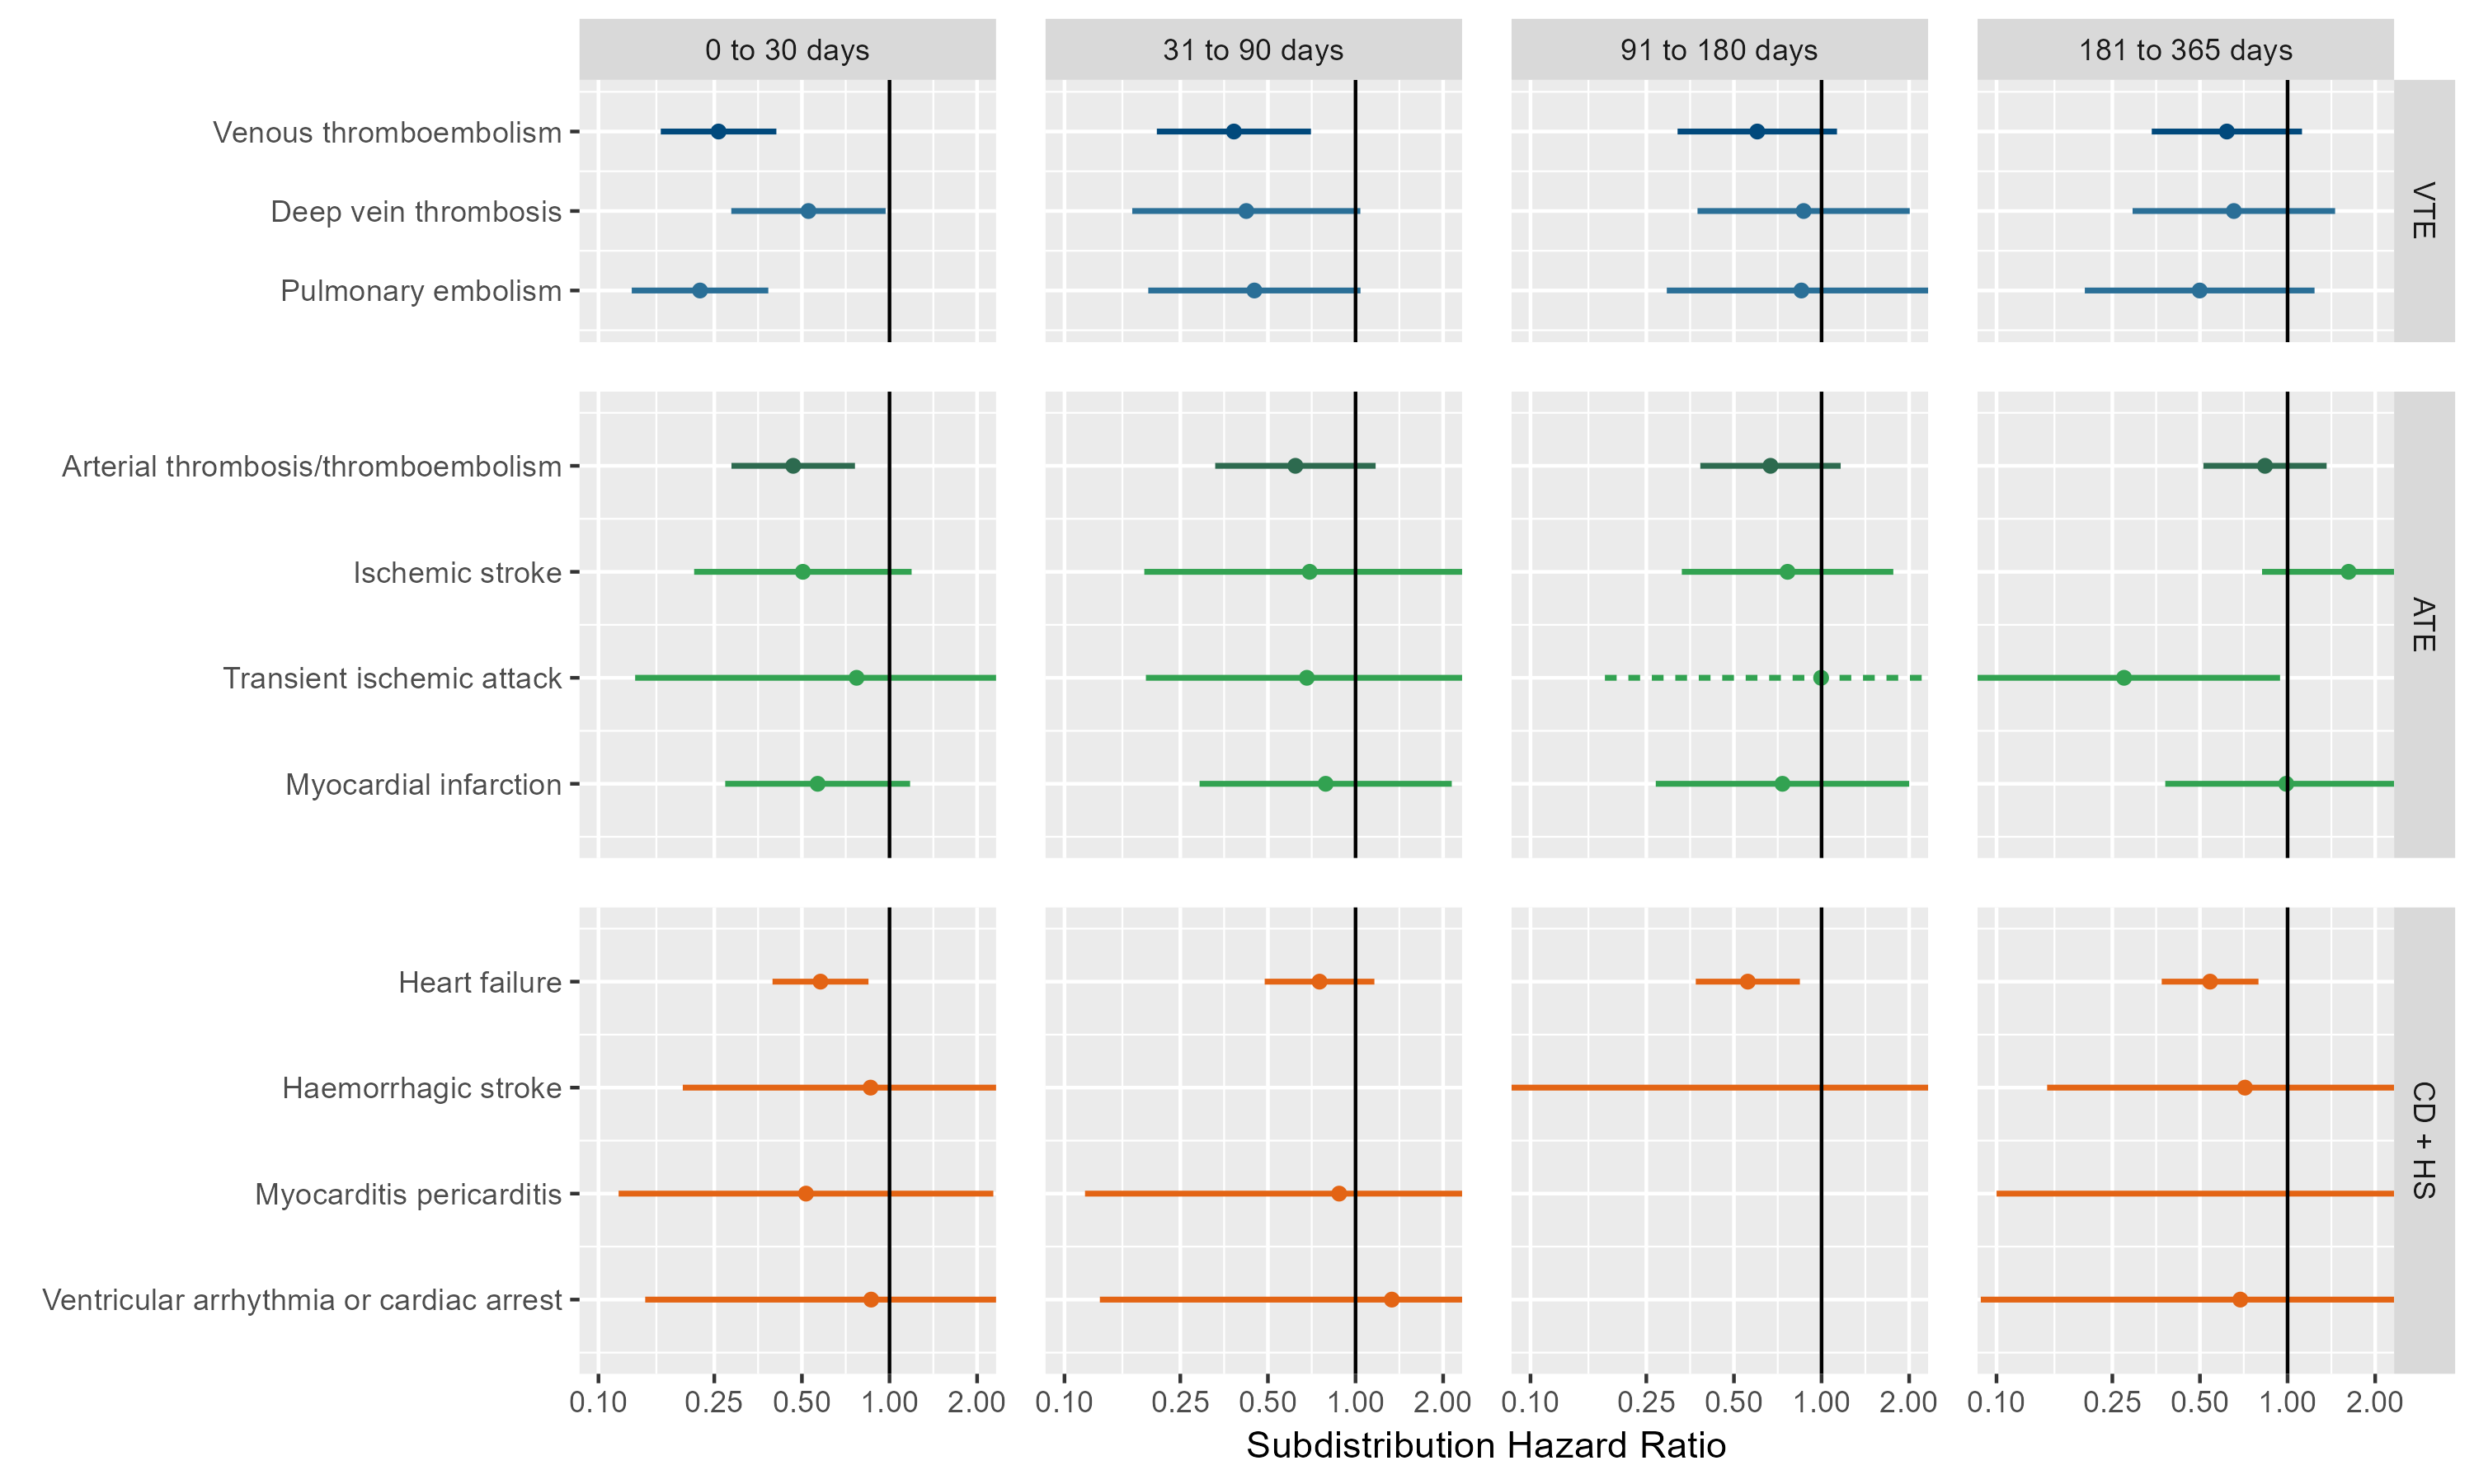 0 to 30 days
31 to 90 days
91 to 180 days
181 to 365 days
Venous thromboembolism
Deep vein thrombosis
Pulmonary embolism
VTE
Arterial thrombosis/thromboembolism
Ischemic stroke
Transient ischemic attack
Myocardial infarction
ATE
Heart failure
Haemorrhagic stroke
Myocarditis pericarditis
Ventricular arrhythmia or cardiac arrest
CD + HS
0.10 0.25 0.50 1.00 2.00
0.10 0.25 0.50 1.00 2.00
0.10 0.25 0.50 1.00 2.00
0.10 0.25 0.50 1.00 2.00
Subdistribution Hazard Ratio